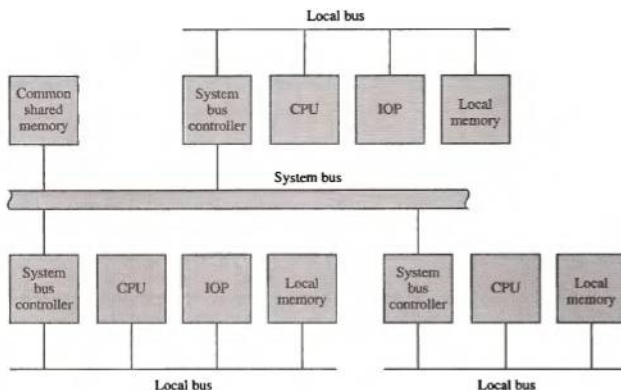 Local bus
Common
shared
memory
System
bus
controller
CPU
IOP
Local
memory
System bus
System
bus
controller
CPU
IOP
Local
memory
System
bus
controller
CPU
Local
memory
Local bus
Local bus